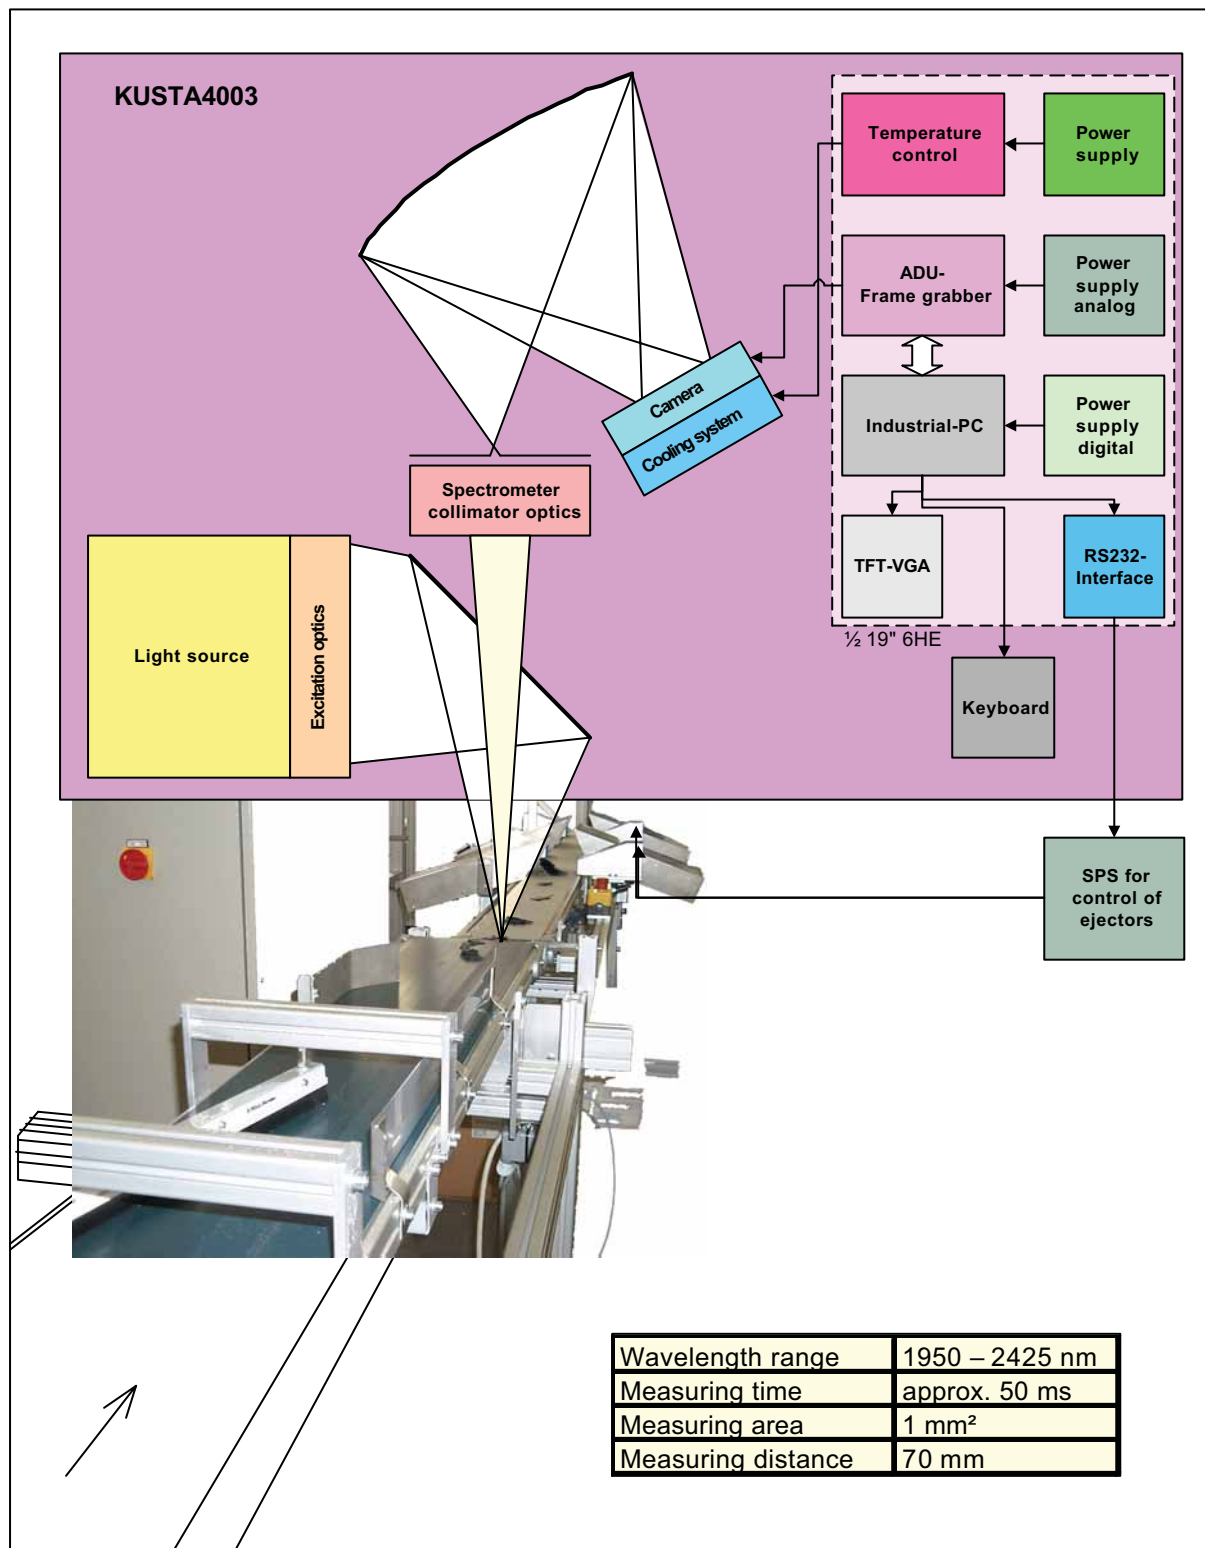 KUSTA4003
Temperature
control
Power
supply
ADU-
Frame grabber
Power
supply
analog
Camera
Cooling system
Industrial-PC
Power
supply
digital
Spectrometer
collimator optics
TFT-VGA
RS232-
Interface
½ 19" 6HE
Light source
Excitation optics
Keyboard
SPS for
control of
ejectors
Wavelength range 1950 – 2425 nm
Measuring time approx. 50 ms
Measuring area 1 mm²
Measuring distance 70 mm